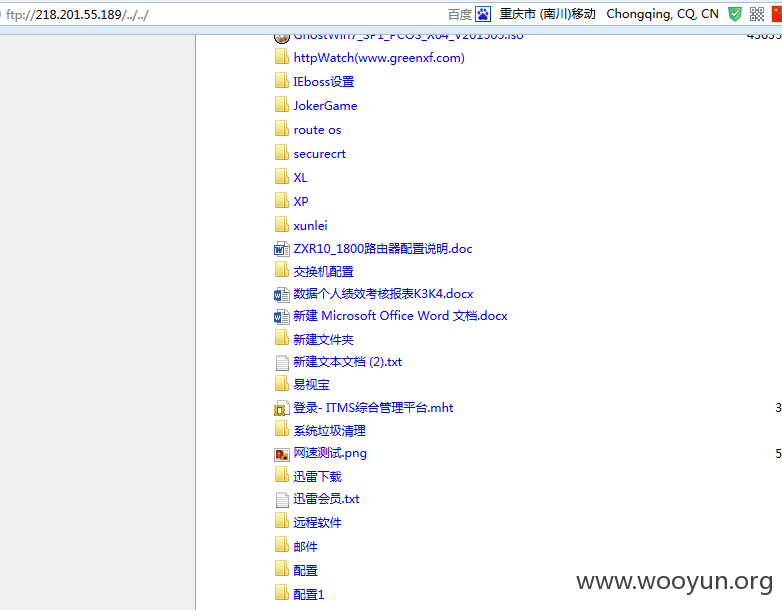 ftp://218.201.55.189/../../ 百度 重庆市 (南川)移动 Chongqing, CQ, CN
GhostWin7_SP1_PCOS_X64_V201505.iso
httpWatch(www.greenxf.com)
IEboss设置
JokerGame
route os
securecrt
XL
XP
xunlei
ZXR10_1800路由器配置说明.doc
交换机配置
数据个人绩效考核报表K3K4.docx
新建 Microsoft Office Word 文档.docx
新建文件夹
新建文本文档 (2).txt
易视宝
登录- ITMS综合管理平台.mht 3
系统垃圾清理
网速测试.png 5
迅雷下载
迅雷会员.txt
远程软件
邮件
配置
配置1
www.wooyun.org